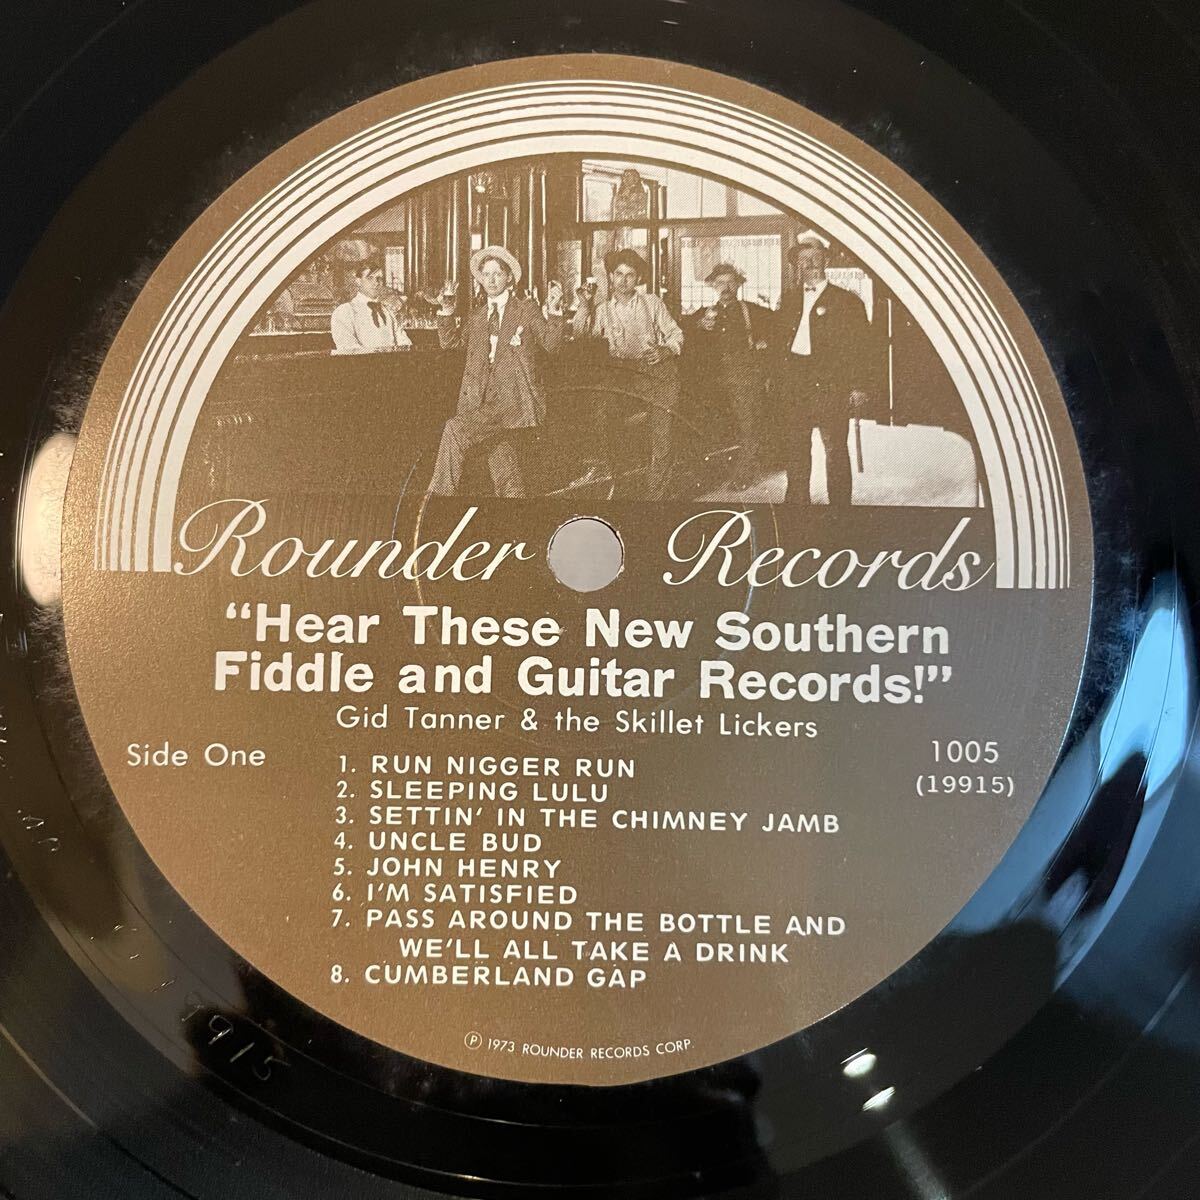 Rounder Records
"Hear These New Southern
Fiddle and Guitar Records!"
Gid Tanner & the Skillet Lickers
Side One
1005
(19915)
1. RUN NIGGER RUN
2. SLEEPING LULU
3. SETTIN' IN THE CHIMNEY JAMB
4. UNCLE BUD
5. JOHN HENRY
6. I'M SATISFIED
7. PASS AROUND THE BOTTLE AND
WE'LL ALL TAKE A DRINK
8. CUMBERLAND GAP
℗ 1973 ROUNDER RECORDS CORP.